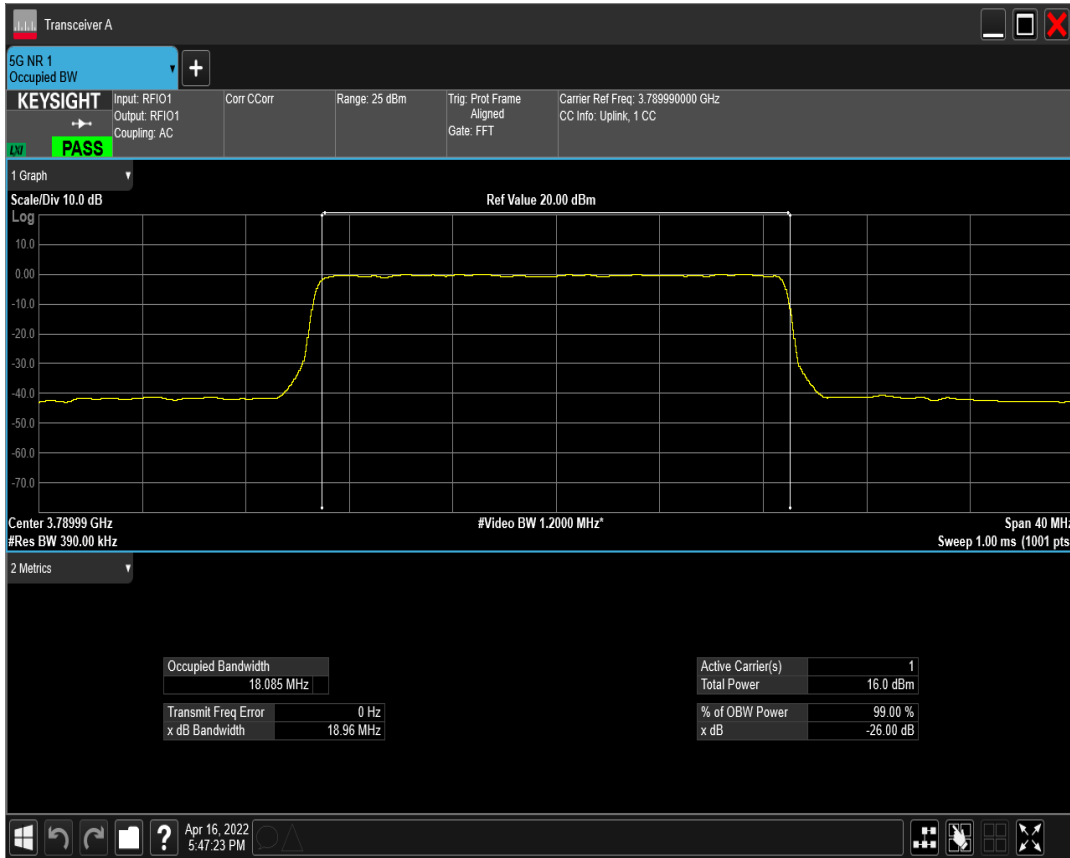 Transceiver A
5G NR 1
Occupied BW
KEYSIGHT
LXI
PASS
Input: RFIO1
Output: RFIO1
Coupling: AC
Corr CCorr
Range: 25 dBm
Trig: Prot Frame
Aligned
Gate: FFT
Carrier Ref Freq: 3.789990000 GHz
CC Info: Uplink, 1 CC
1 Graph
Scale/Div 10.0 dB
Ref Value 20.00 dBm
Log
10.0
0.00
-10.0
-20.0
-30.0
-40.0
-50.0
-60.0
-70.0
Center 3.78999 GHz
#Video BW 1.2000 MHz*
Span 40 MHz
#Res BW 390.00 kHz
Sweep 1.00 ms (1001 pts
2 Metrics
Occupied Bandwidth
18.085 MHz
Transmit Freq Error 0 Hz
x dB Bandwidth 18.96 MHz
Active Carrier(s) 1
Total Power 16.0 dBm
% of OBW Power 99.00 %
x dB -26.00 dB
?
Apr 16, 2022
5:47:23 PM